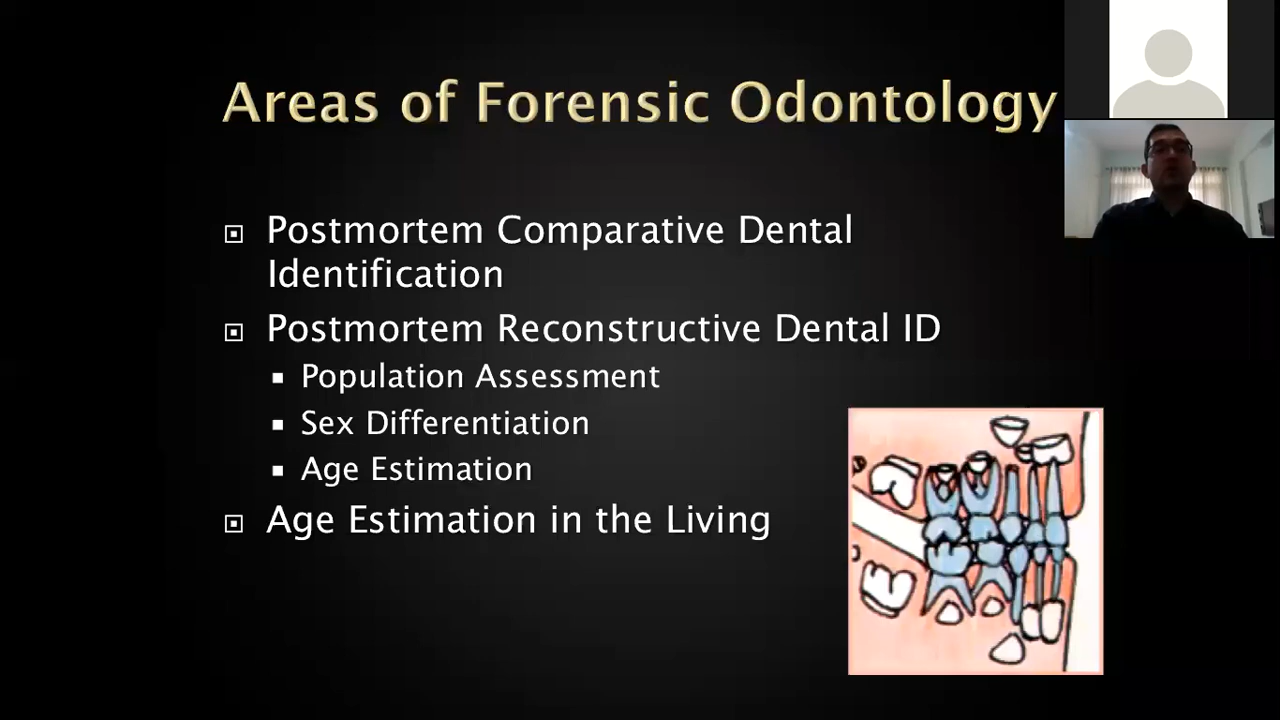 Areas of Forensic Odontology
Postmortem Comparative Dental
Identification
Postmortem Reconstructive Dental ID
Population Assessment
Sex Differentiation
Age Estimation
Age Estimation in the Living